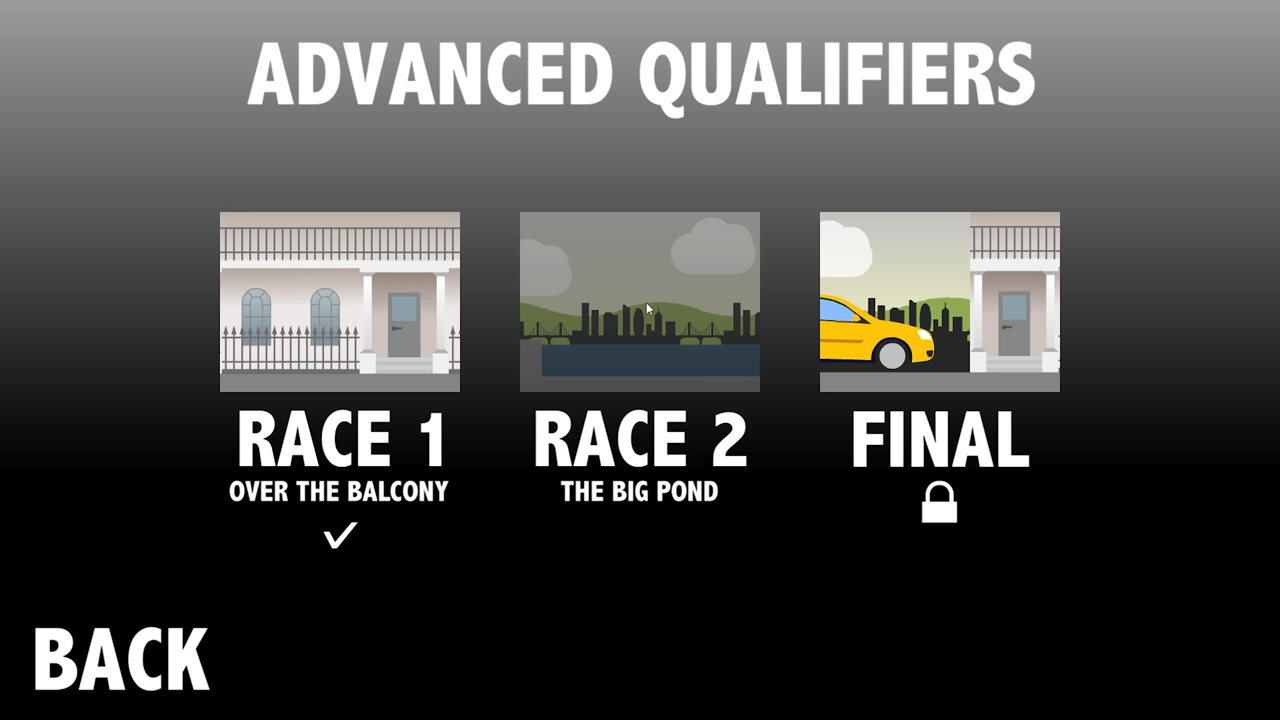 ADVANCED QUALIFIERS
RACE 1
OVER THE BALCONY
RACE 2
THE BIG POND
FINAL
BACK